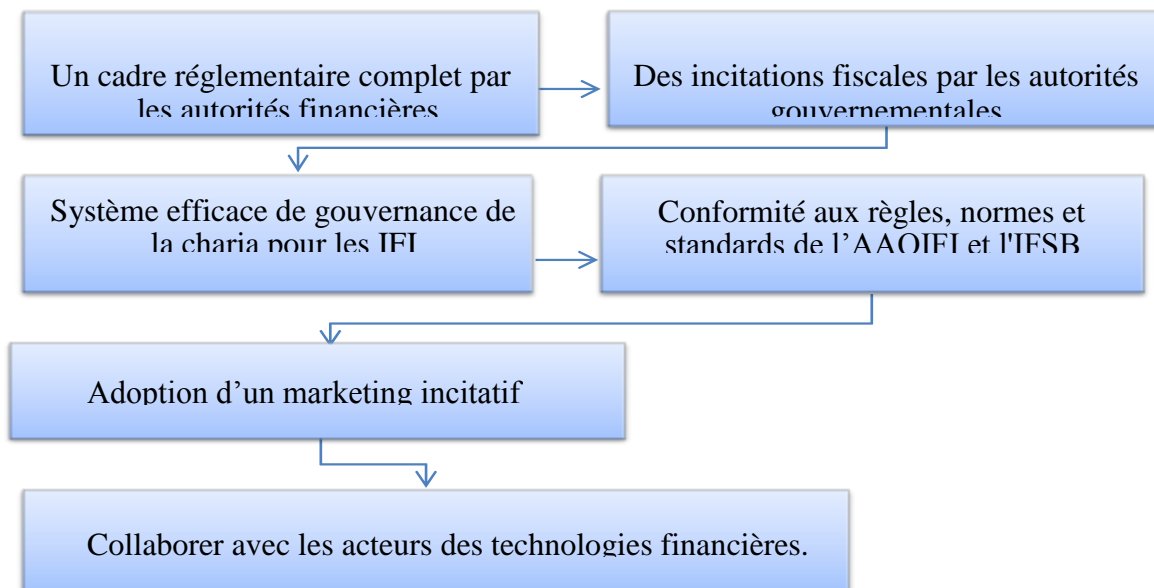 Un cadre réglementaire complet par
les autorités financières
Des incitations fiscales par les autorités
gouvernementales
Système efficace de gouvernance de
la charia pour les IFI
Conformité aux règles, normes et
standards de l’AAOIFI et l'IFSB
Adoption d’un marketing incitatif
Collaborer avec les acteurs des technologies financières.